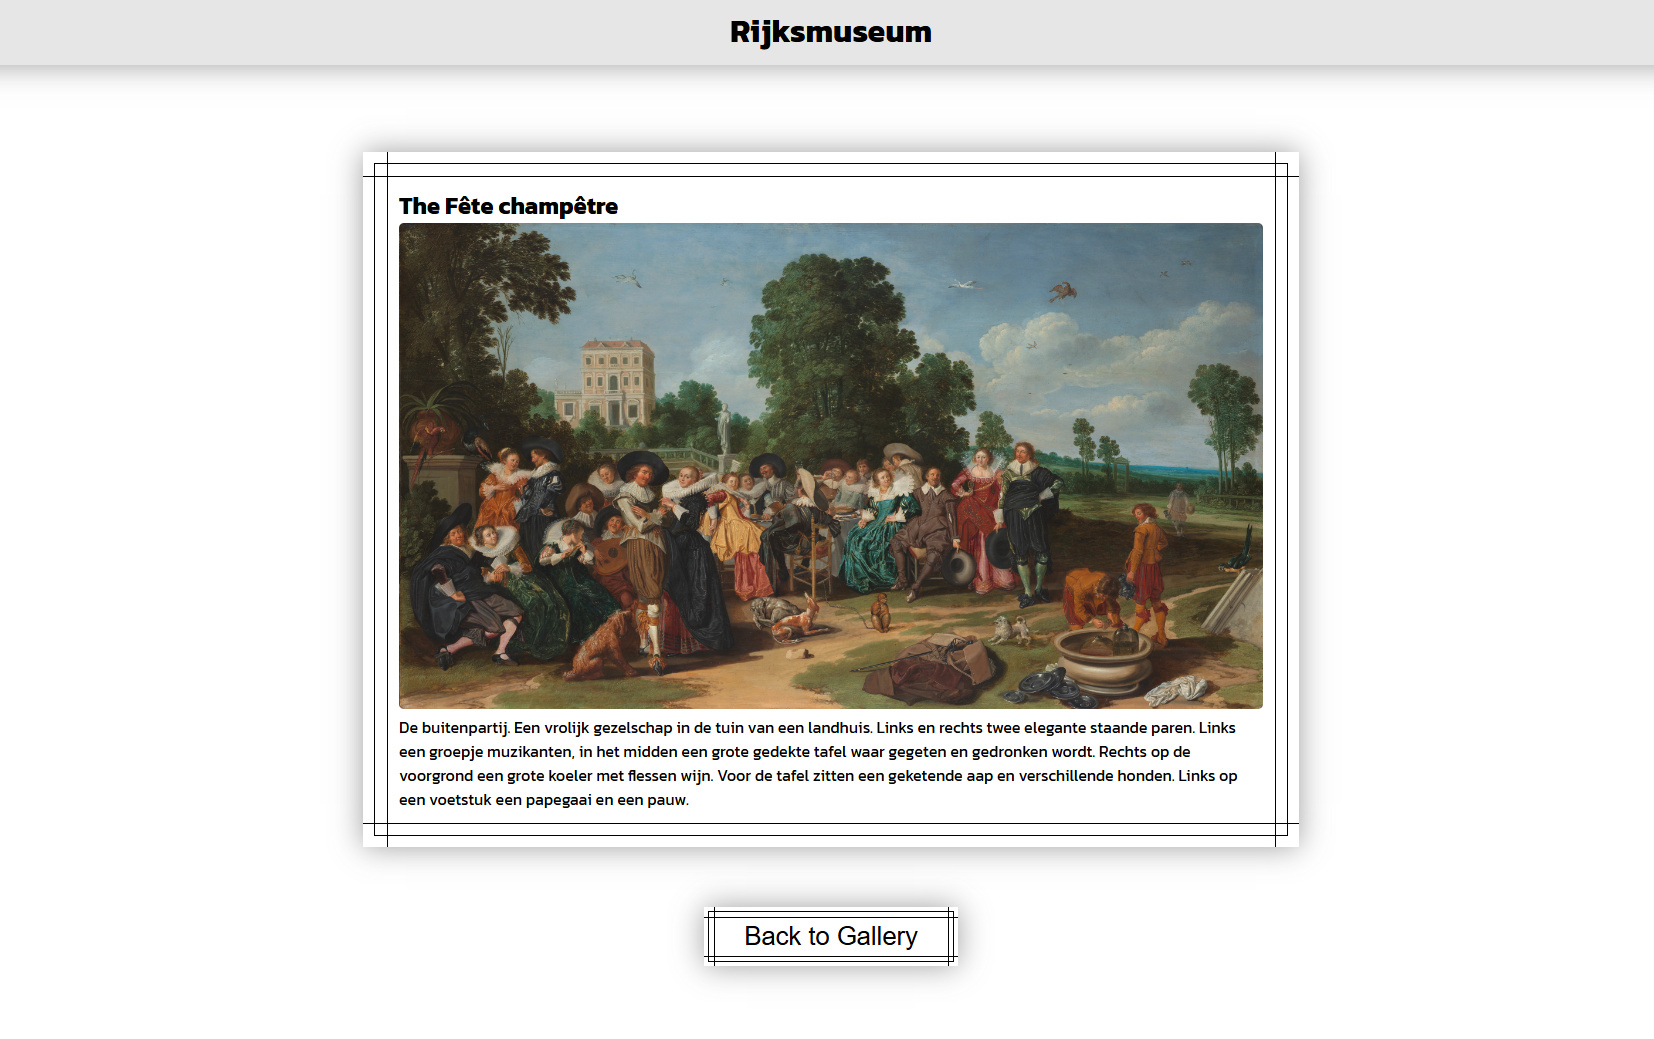 Rijksmuseum
The Fête champêtre
De buitenpartij. Een vrolijk gezelschap in de tuin van een landhuis. Links en rechts twee elegante staande paren. Links
een groepje muzikanten, in het midden een grote gedekte tafel waar gegeten en gedronken wordt. Rechts op de
voorgrond een grote koeler met flessen wijn. Voor de tafel zitten een geketende aap en verschillende honden. Links op
een voetstuk een papegaai en een pauw.
Back to Gallery